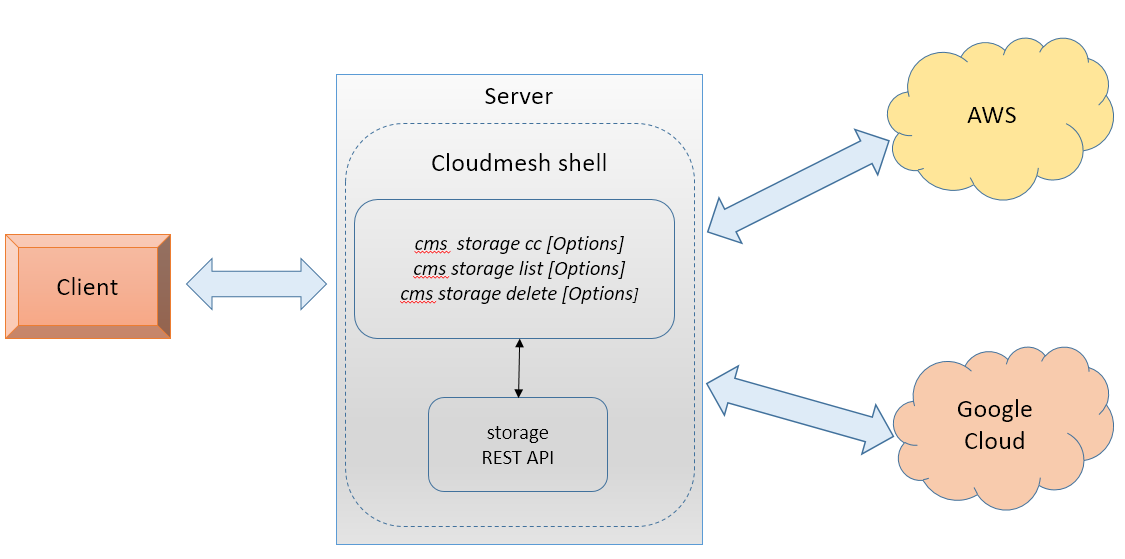 Server
Cloudmesh shell
cms storage cc [Options]
cms storage list [Options]
cms storage delete [Options]
storage
REST API
Client
AWS
Google
Cloud